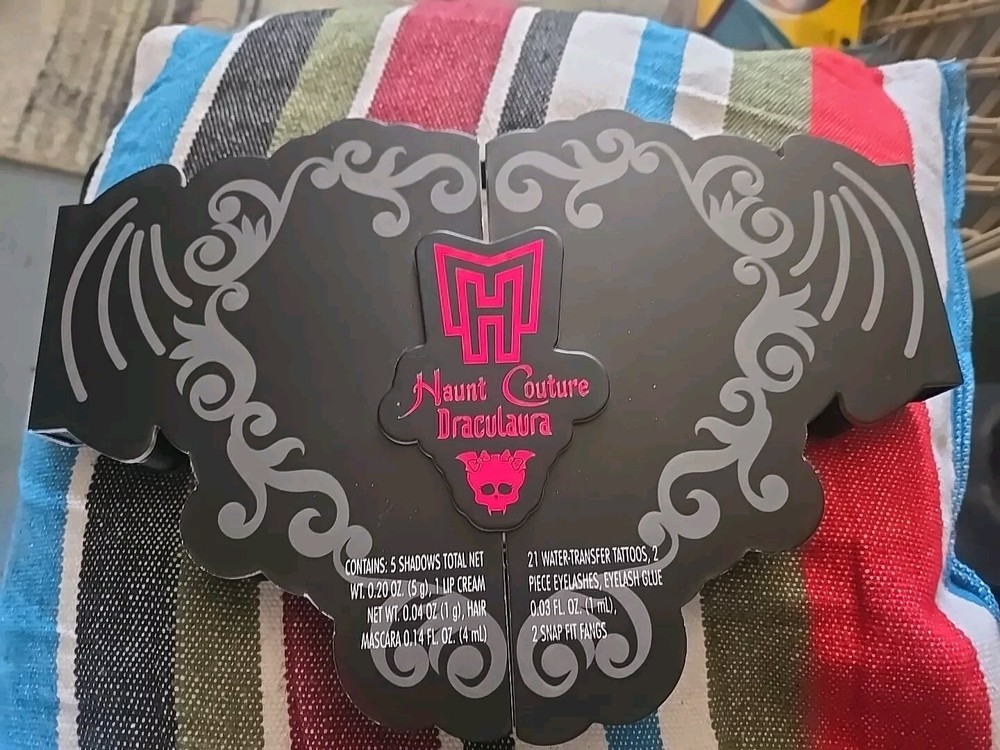 MH
Haunt Couture
Draculaura
CONTAINS: 5 SHADOWS TOTAL NET
WT. 0.20 OZ. (5 g), 1 LIP CREAM
NET WT. 0.04 OZ (1 g), HAIR
MASCARA 0.14 FL. OZ. (4 mL)
21 WATER-TRANSFER TATTOOS, 2
PIECE EYELASHES, EYELASH GLUE
0.03 FL. OZ. (1 mL),
2 SNAP FIT FANGS